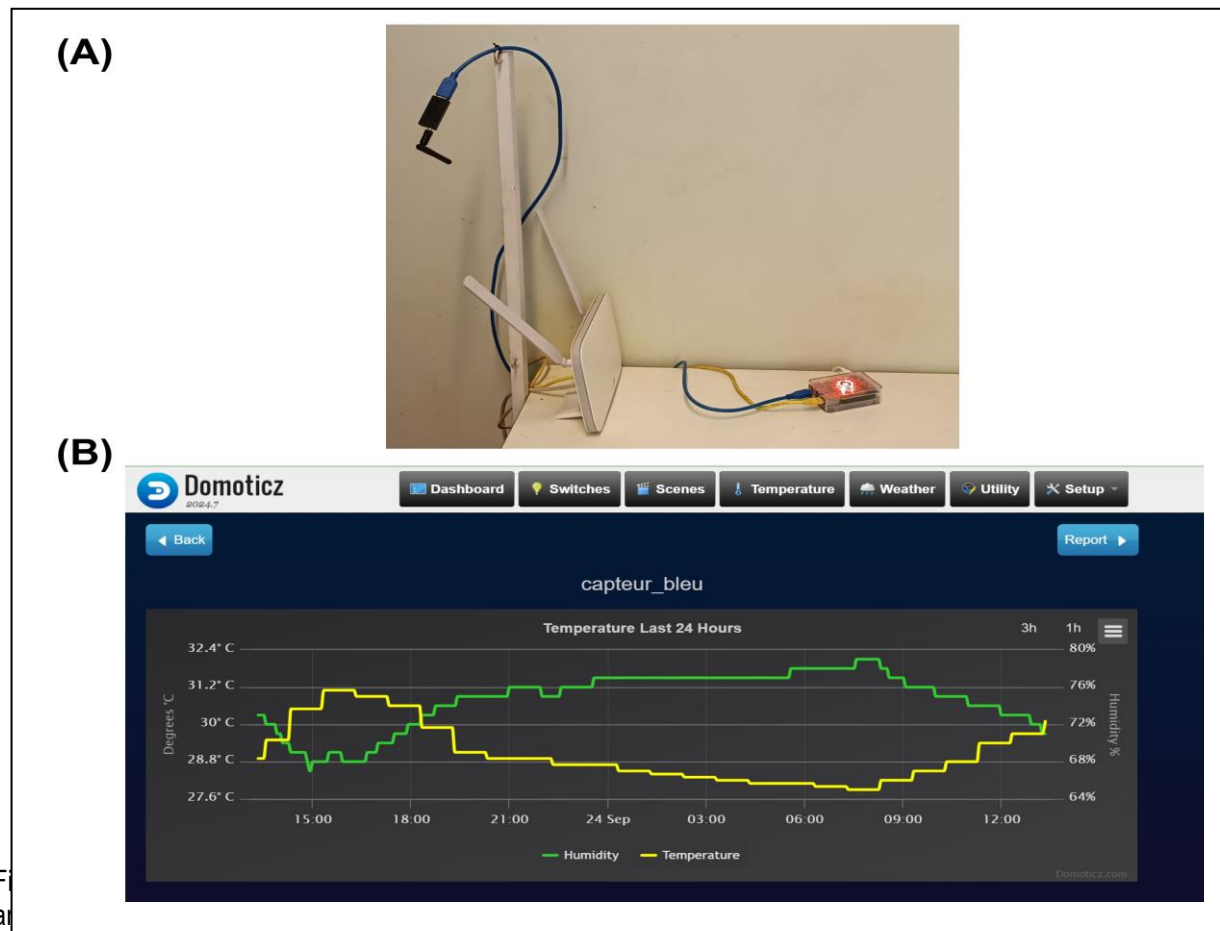 (A)
(B)
Domoticz
2024.7
Dashboard Switches Scenes Temperature Weather Utility Setup
Back Report
capteur_bleu
Temperature Last 24 Hours 3h 1h
32.4° C 80%
31.2° C 76%
30° C 72%
28.8° C 68%
27.6° C 64%
Degrees °C
Humidity %
15:00 18:00 21:00 24 Sep 03:00 06:00 09:00 12:00
Humidity Temperature
Domoticz.com